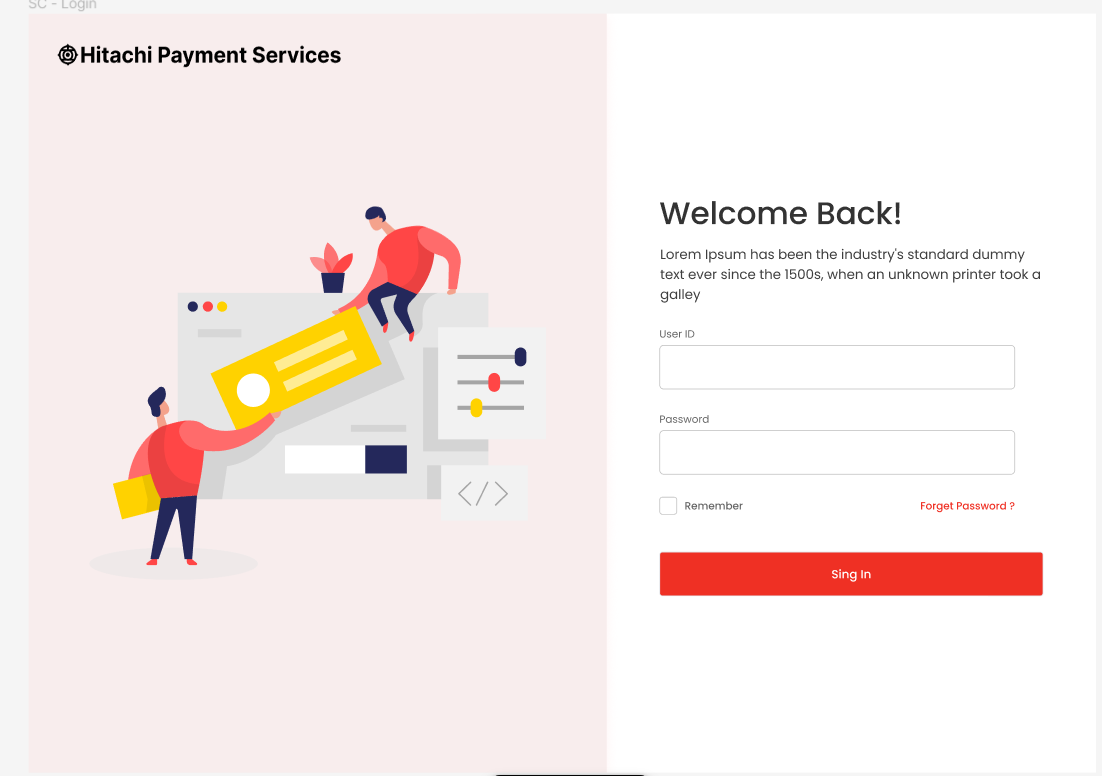 SC - Login
Hitachi Payment Services
Welcome Back!
Lorem Ipsum has been the industry's standard dummy
text ever since the 1500s, when an unknown printer took a
galley
User ID
Password
Remember
Forget Password ?
Sing In